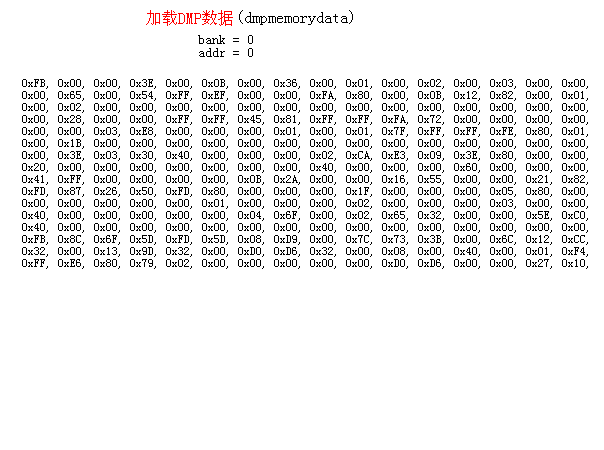 加载DMP数据(dmpmemorydata)
bank = 0
addr = 0
0xFB, 0x00, 0x00, 0x3E, 0x00, 0x0B, 0x00, 0x36, 0x00, 0x01, 0x00, 0x02, 0x00, 0x03, 0x00, 0x00,
0x00, 0x65, 0x00, 0x54, 0xFF, 0xEF, 0x00, 0x00, 0xFA, 0x80, 0x00, 0x0B, 0x12, 0x82, 0x00, 0x01,
0x00, 0x02, 0x00, 0x00, 0x00, 0x00, 0x00, 0x00, 0x00, 0x00, 0x00, 0x00, 0x00, 0x00, 0x00, 0x00,
0x00, 0x28, 0x00, 0x00, 0xFF, 0xFF, 0x45, 0x81, 0xFF, 0xFF, 0xFA, 0x72, 0x00, 0x00, 0x00, 0x00,
0x00, 0x00, 0x03, 0xE8, 0x00, 0x00, 0x00, 0x01, 0x00, 0x01, 0x7F, 0xFF, 0xFF, 0xFE, 0x80, 0x01,
0x00, 0x1B, 0x00, 0x00, 0x00, 0x00, 0x00, 0x00, 0x00, 0x00, 0x00, 0x00, 0x00, 0x00, 0x00, 0x00,
0x00, 0x3E, 0x03, 0x30, 0x40, 0x00, 0x00, 0x00, 0x02, 0xCA, 0xE3, 0x09, 0x3E, 0x80, 0x00, 0x00,
0x20, 0x00, 0x00, 0x00, 0x00, 0x00, 0x00, 0x00, 0x40, 0x00, 0x00, 0x00, 0x60, 0x00, 0x00, 0x00,
0x41, 0xFF, 0x00, 0x00, 0x00, 0x00, 0x0B, 0x2A, 0x00, 0x00, 0x16, 0x55, 0x00, 0x00, 0x21, 0x82,
0xFD, 0x87, 0x26, 0x50, 0xFD, 0x80, 0x00, 0x00, 0x00, 0x1F, 0x00, 0x00, 0x00, 0x05, 0x80, 0x00,
0x00, 0x00, 0x00, 0x00, 0x00, 0x01, 0x00, 0x00, 0x00, 0x02, 0x00, 0x00, 0x00, 0x03, 0x00, 0x00,
0x40, 0x00, 0x00, 0x00, 0x00, 0x00, 0x04, 0x6F, 0x00, 0x02, 0x65, 0x32, 0x00, 0x00, 0x5E, 0xC0,
0x40, 0x00, 0x00, 0x00, 0x00, 0x00, 0x00, 0x00, 0x00, 0x00, 0x00, 0x00, 0x00, 0x00, 0x00, 0x00,
0xFB, 0x8C, 0x6F, 0x5D, 0xFD, 0x5D, 0x08, 0xD9, 0x00, 0x7C, 0x73, 0x3B, 0x00, 0x6C, 0x12, 0xCC,
0x32, 0x00, 0x13, 0x9D, 0x32, 0x00, 0xD0, 0xD6, 0x32, 0x00, 0x08, 0x00, 0x40, 0x00, 0x01, 0xF4,
0xFF, 0xE6, 0x80, 0x79, 0x02, 0x00, 0x00, 0x00, 0x00, 0x00, 0xD0, 0xD6, 0x00, 0x00, 0x27, 0x10,